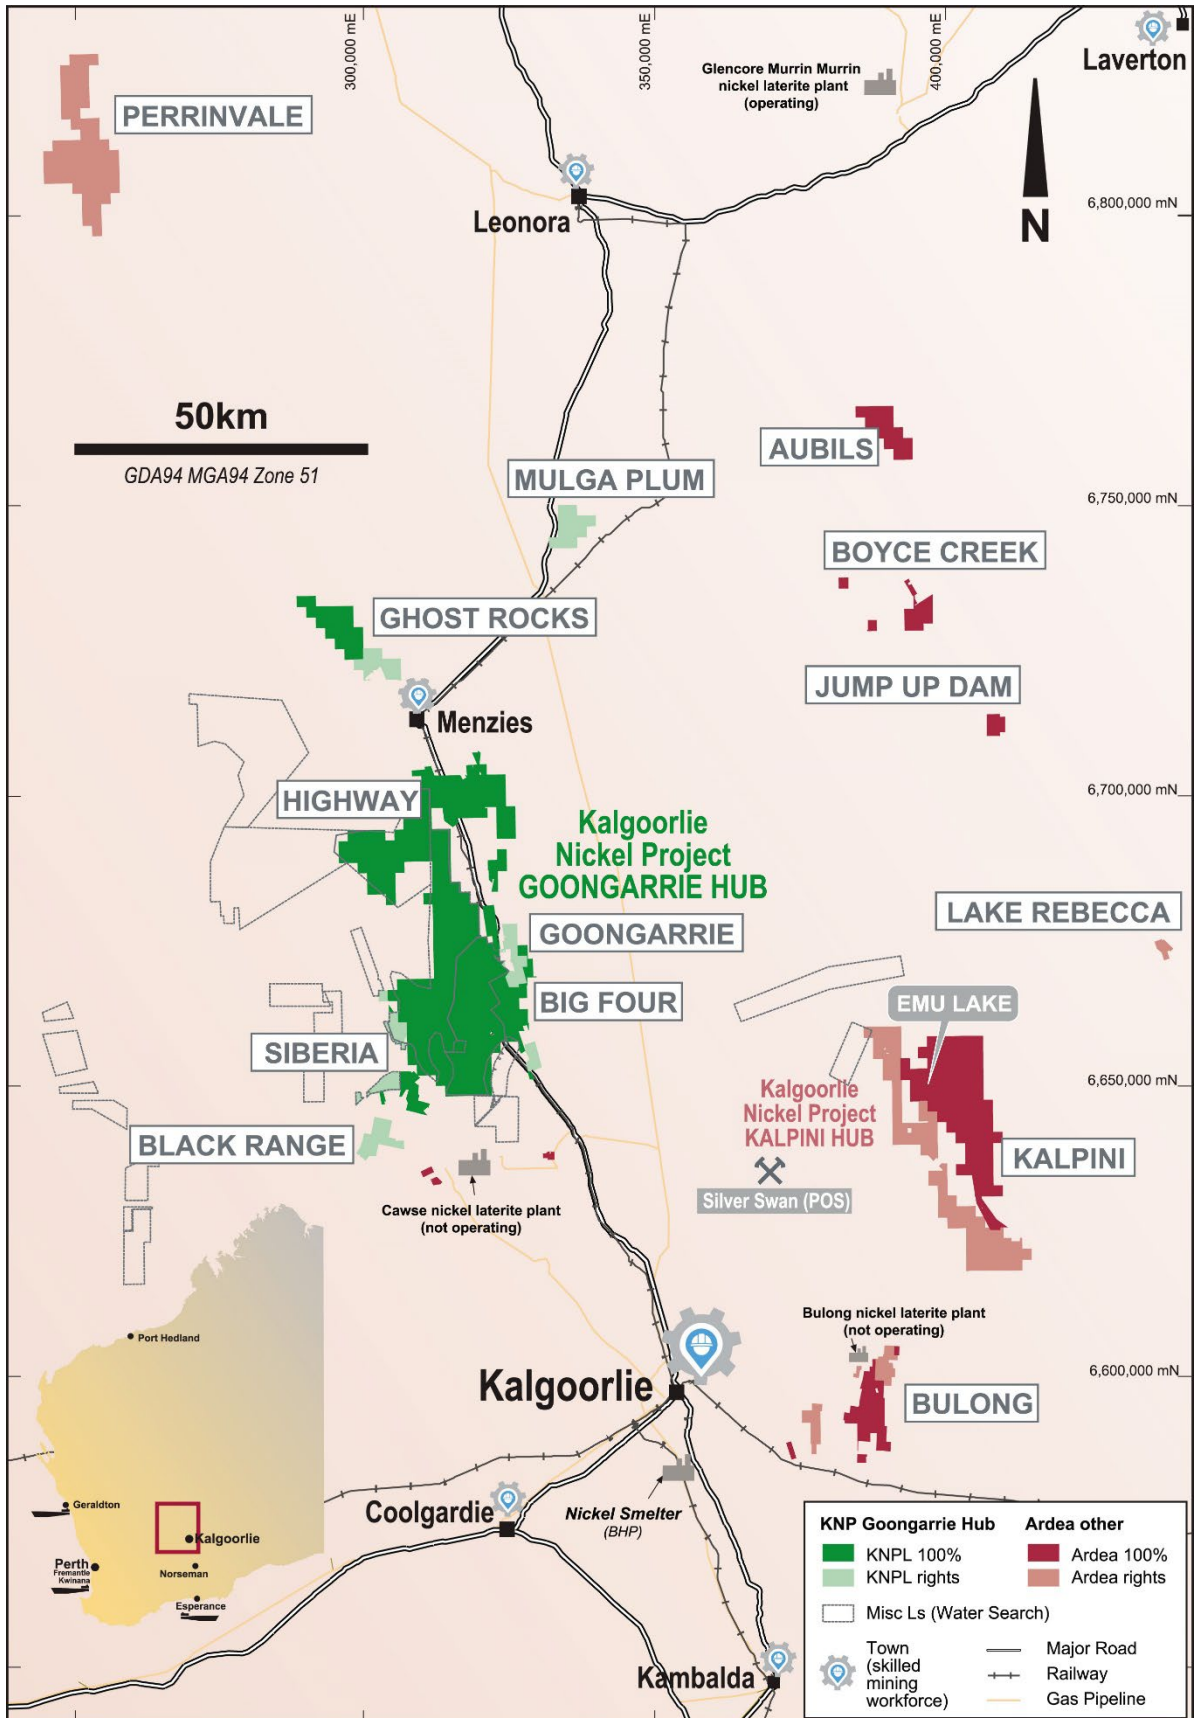 300,000 mE
350,000 mE
400,000 mE
Laverton
Glencore Murrin Murrin
nickel laterite plant
(operating)
PERRINVALE
N
6,800,000 mN
Leonora
50km
GDA94 MGA94 Zone 51
AUBILS
MULGA PLUM
6,750,000 mN
BOYCE CREEK
GHOST ROCKS
JUMP UP DAM
Menzies
6,700,000 mN
HIGHWAY
Kalgoorlie
Nickel Project
GOONGARRIE HUB
LAKE REBECCA
GOONGARRIE
BIG FOUR
EMU LAKE
SIBERIA
6,650,000 mN
Kalgoorlie
Nickel Project
KALPINI HUB
BLACK RANGE
KALPINI
Silver Swan (POS)
Cawse nickel laterite plant
(not operating)
Bulong nickel laterite plant
(not operating)
6,600,000 mN
Kalgoorlie
BULONG
Coolgardie
Nickel Smelter
(BHP)
Kambalda
Port Hedland
Geraldton
Kalgoorlie
Perth
Fremantle
Kwinana
Norseman
Esperance
KNP Goongarrie Hub
Ardea other
KNPL 100%
Ardea 100%
KNPL rights
Ardea rights
Misc Ls (Water Search)
Town
(skilled
mining
workforce)
Major Road
Railway
Gas Pipeline